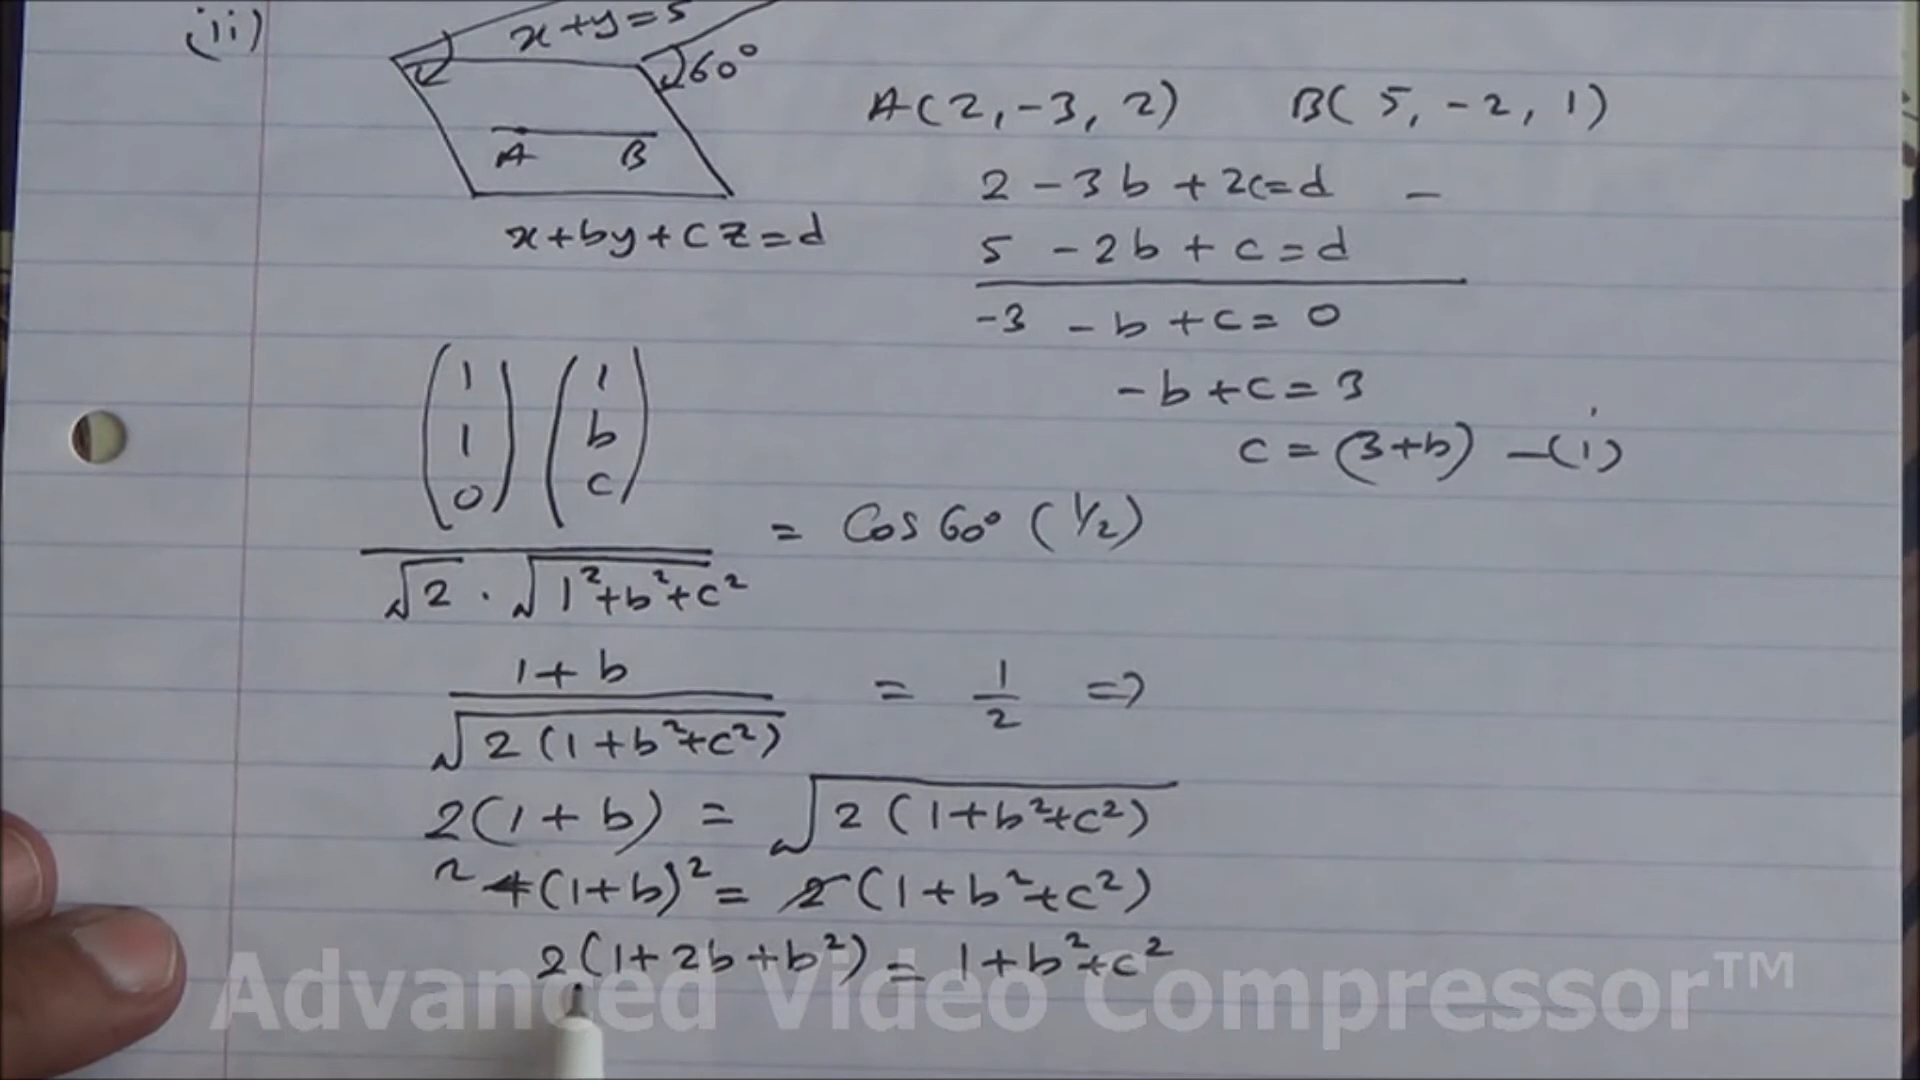 (ii)
x+y=5
60°
A B
x+by+cz=d
A(2,-3, 2) B( 5, -2, 1)
2 -3b + 2c=d -
5 -2b + c=d
-3 -b +c= 0
-b +c= 3
c = (3+b) -(i)
(1 1 0) (1 b c)
√2 . √1²+b²+c²
= Cos 60° (1/2)
1+ b
√2 (1+b²+c²)
= 1/2 =>
2(1+ b) = √2 (1+b²+c²)
2 4(1+b)² = 2(1+b²+c²)
2(1+2b+b²) = 1+b²+c²
Advanced Video Compressor™